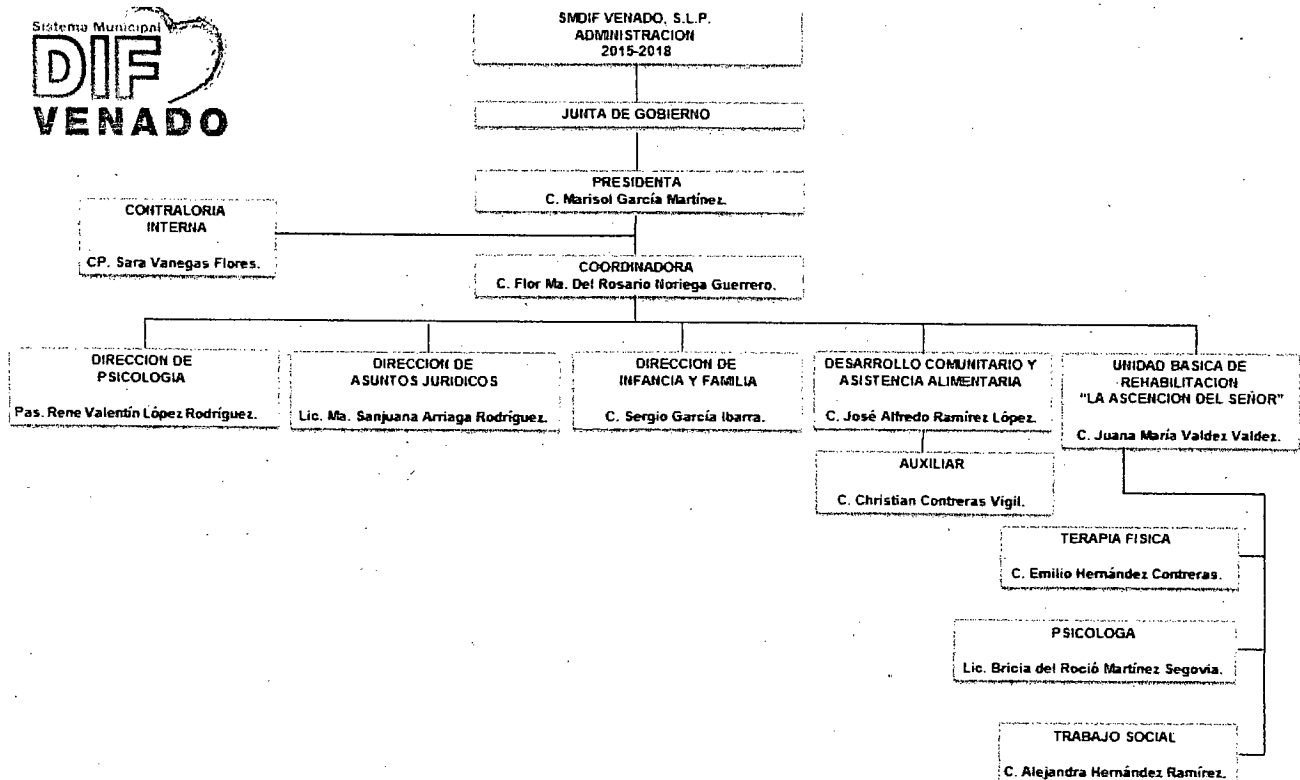 Sistema Municipal
DIF
VENADO
SMDIF VENADO, S.L.P.
ADMINISTRACION
2015-2018
JUNTA DE GOBIERNO
PRESIDENTA
C. Marisol García Martínez.
CONTRALORIA
INTERNA
CP. Sara Vanegas Flores.
COORDINADORA
C. Flor Ma. Del Rosario Noriega Guerrero.
DIRECCION DE
PSICOLOGIA
Pas. Rene Valentín López Rodríguez.
DIRECCION DE
ASUNTOS JURIDICOS
Lic. Ma. Sanjuana Arriaga Rodríguez.
DIRECCION DE
INFANCIA Y FAMILIA
C. Sergio García Ibarra.
DESARROLLO COMUNITARIO Y
ASISTENCIA ALIMENTARIA
C. José Alfredo Ramírez López.
UNIDAD BASICA DE
REHABILITACION
"LA ASCENCION DEL SEÑOR"
C. Juana María Valdez Valdez.
AUXILIAR
C. Christian Contreras Vigil.
TERAPIA FISICA
C. Emilio Hernández Contreras.
PSICOLOGA
Lic. Bricia del Roció Martínez Segovia.
TRABAJO SOCIAL
C. Alejandra Hernández Ramírez.